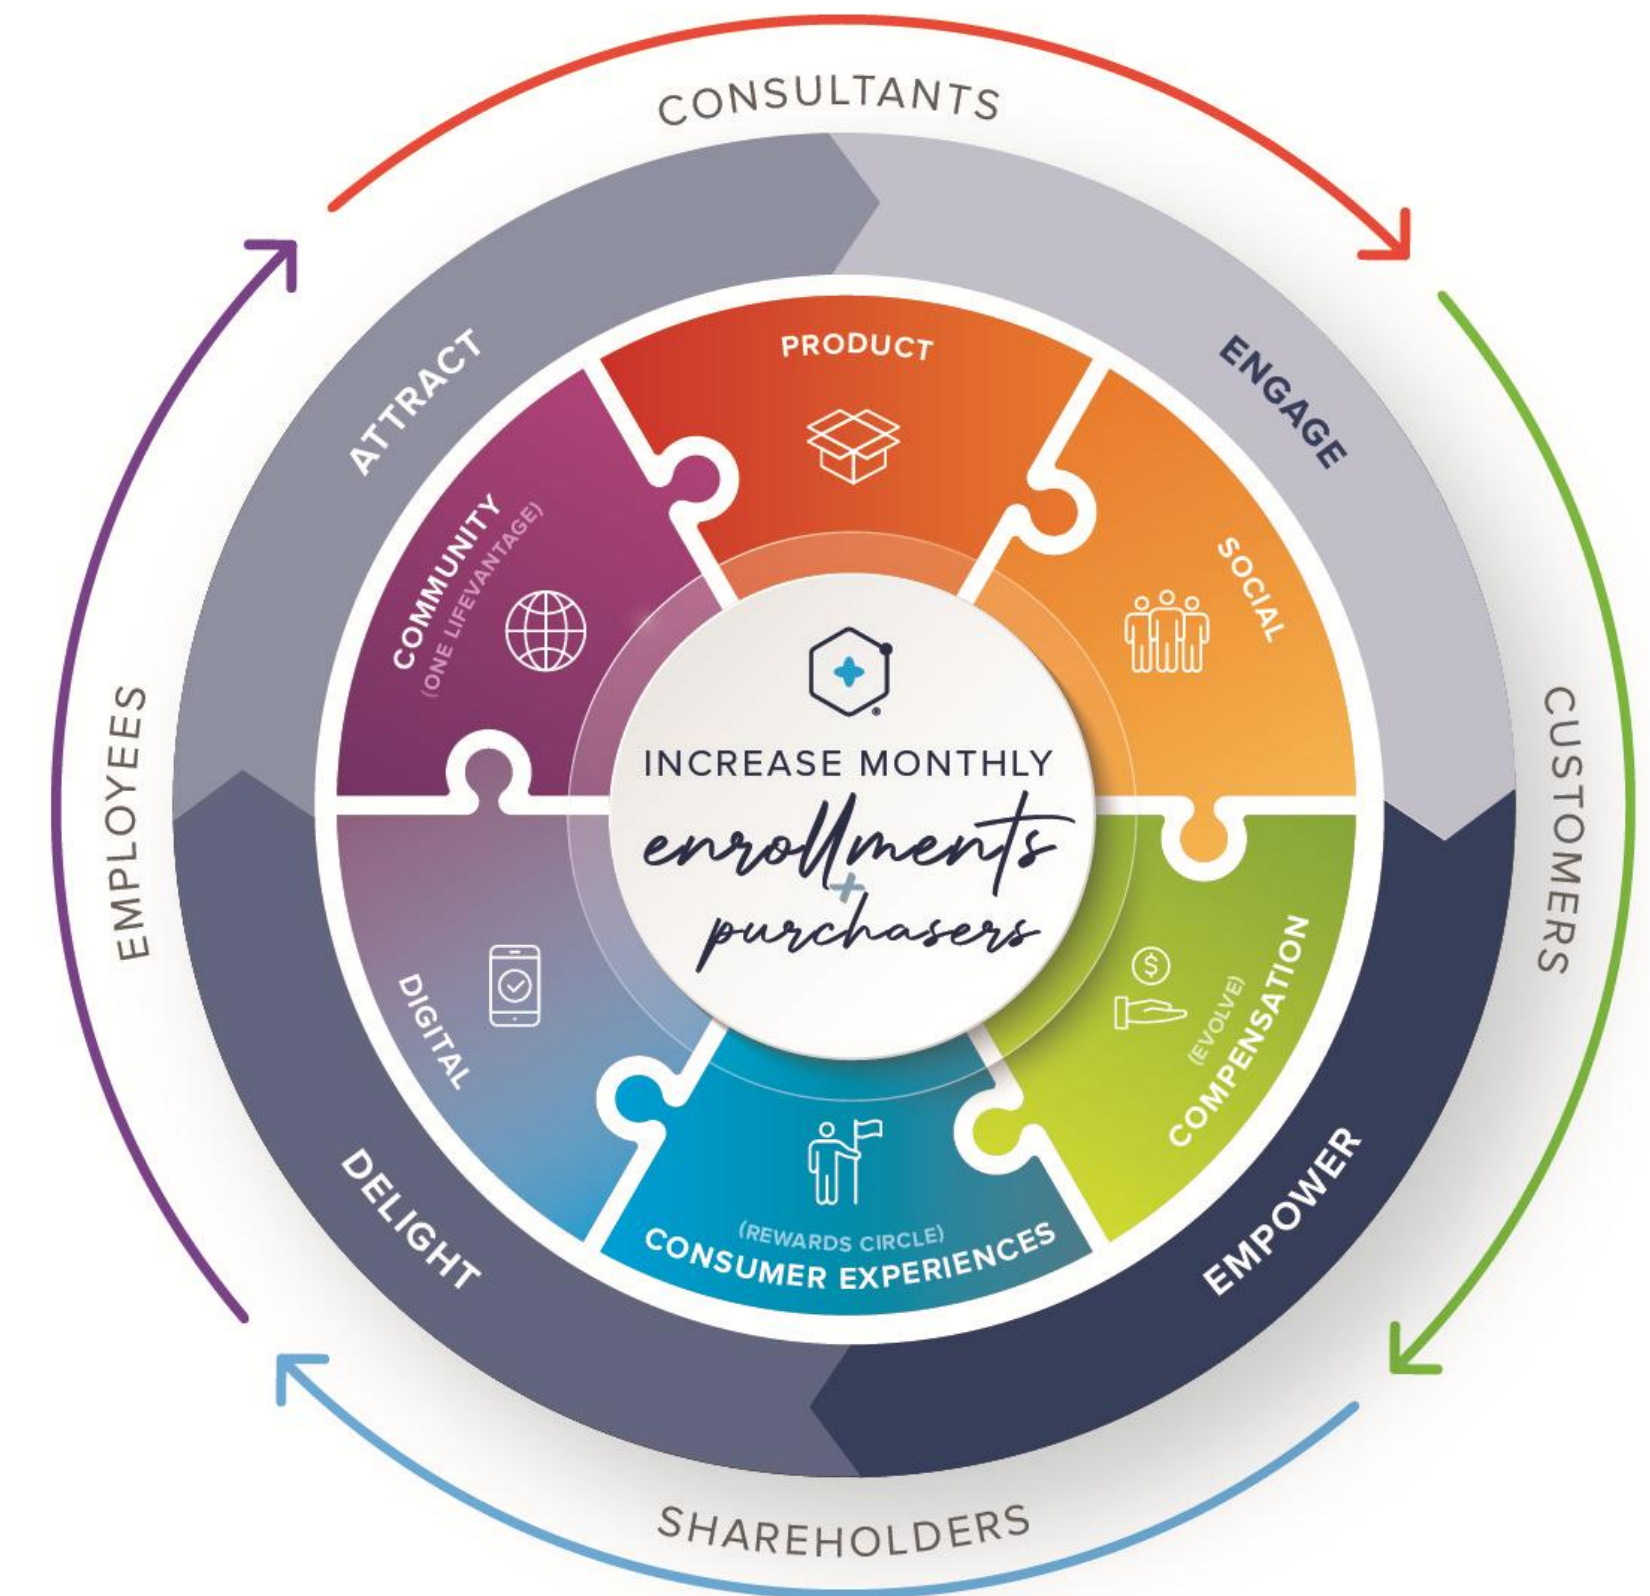 CONSULTANTS
ATTRACT
ENGAGE
PRODUCT
COMMUNITY
(ONE LIFEVANTAGE)
SOCIAL
EMPLOYEES
CUSTOMERS
®
INCREASE MONTHLY
enrollments
+
purchasers
DIGITAL
(EVOLVE)
COMPENSATION
(REWARDS CIRCLE)
CONSUMER EXPERIENCES
DELIGHT
EMPOWER
SHAREHOLDERS
$